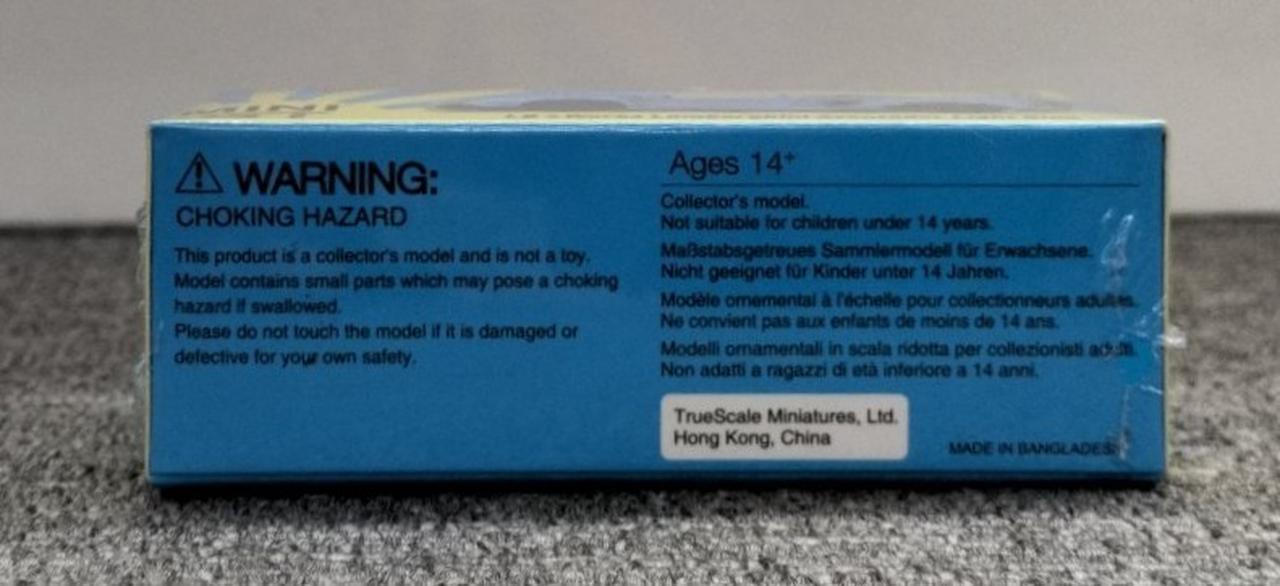 MINI
WARNING:
CHOKING HAZARD
This product is a collector's model and is not a toy.
Model contains small parts which may pose a choking
hazard if swallowed.
Please do not touch the model if it is damaged or
defective for your own safety.
Ages 14+
Collector's model.
Not suitable for children under 14 years.
Maßstabsgetreues Sammlermodell für Erwachsene.
Nicht geeignet für Kinder unter 14 Jahren.
Modèle ornemental à l'échelle pour collectionneurs adultes.
Ne convient pas aux enfants de moins de 14 ans.
Modelli ornamentali in scala ridotta per collezionisti adulti.
Non adatti a ragazzi di età inferiore a 14 anni.
TrueScale Miniatures, Ltd.
Hong Kong, China
MADE IN BANGLADESH